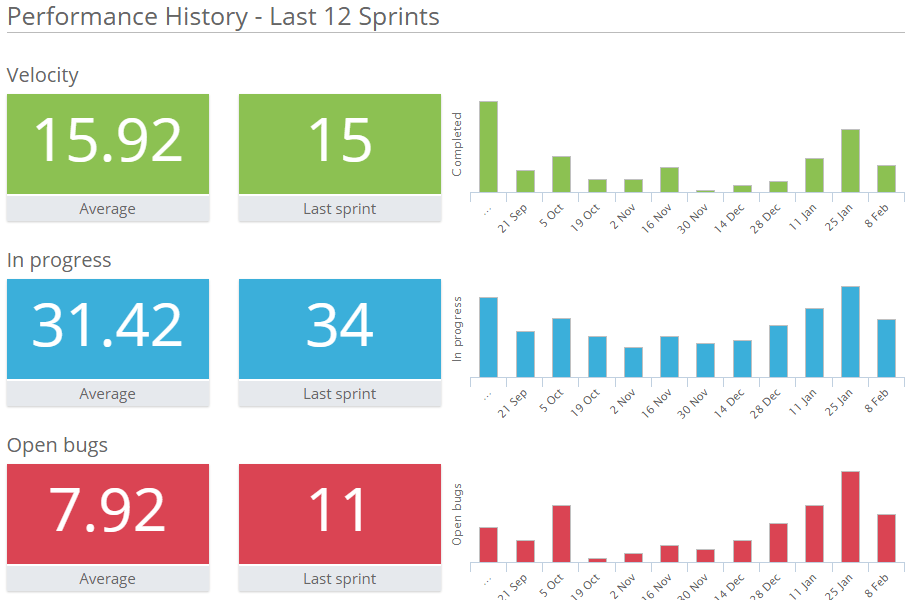 Performance History - Last 12 Sprints
Velocity
15.92
Average
15
Last sprint
Completed
...
21 Sep
5 Oct
19 Oct
2 Nov
16 Nov
30 Nov
14 Dec
28 Dec
11 Jan
25 Jan
8 Feb
In progress
31.42
Average
34
Last sprint
In progress
...
21 Sep
5 Oct
19 Oct
2 Nov
16 Nov
30 Nov
14 Dec
28 Dec
11 Jan
25 Jan
8 Feb
Open bugs
7.92
Average
11
Last sprint
Open bugs
...
21 Sep
5 Oct
19 Oct
2 Nov
16 Nov
30 Nov
14 Dec
28 Dec
11 Jan
25 Jan
8 Feb